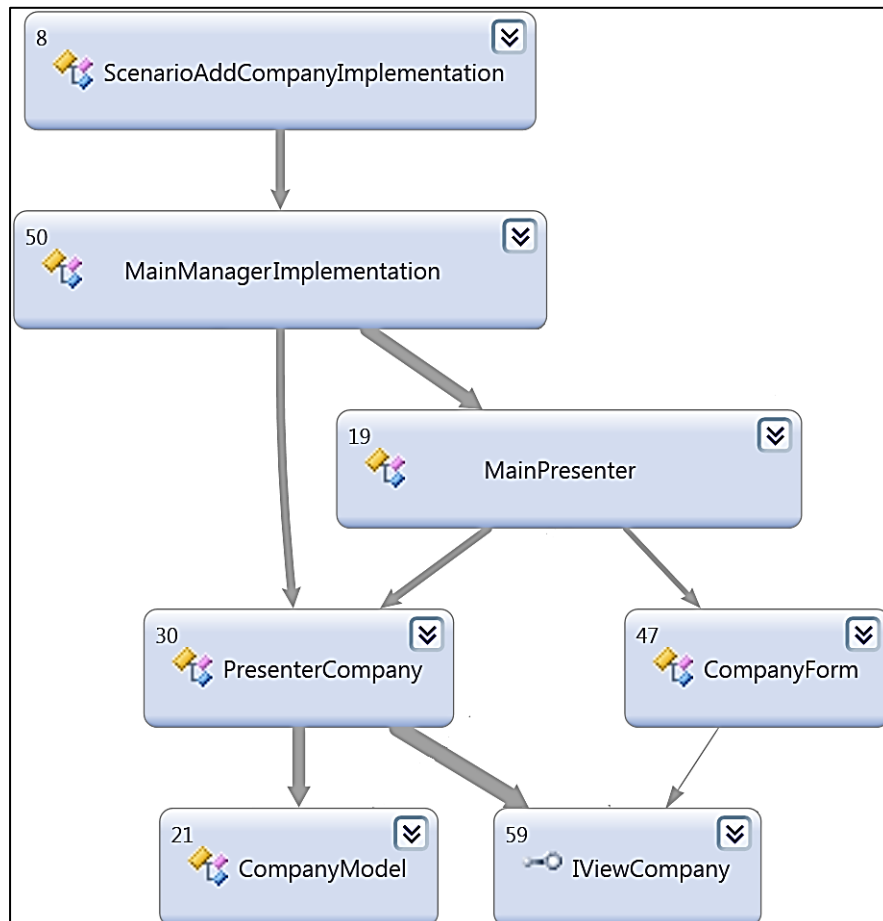 8
ScenarioAddCompanyImplementation
50
MainManagerImplementation
19
MainPresenter
30
PresenterCompany
47
CompanyForm
21
CompanyModel
59
IViewCompany